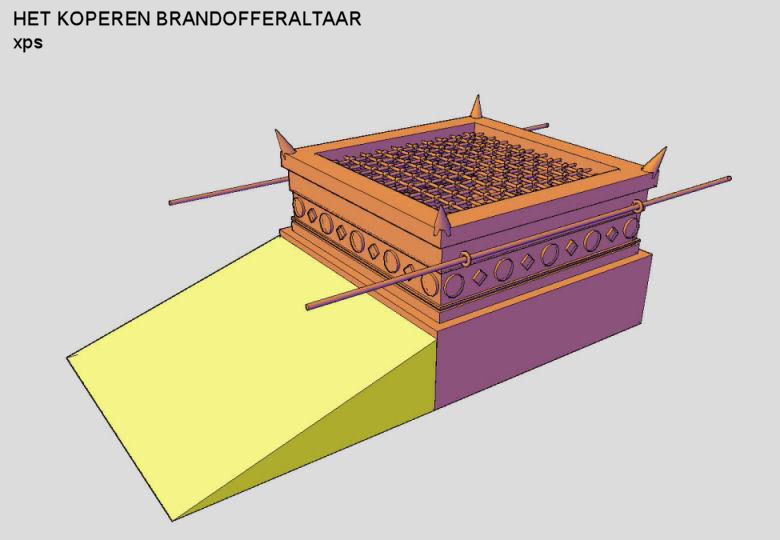 HET KOPEREN BRANDOFFERALTAAR
xps